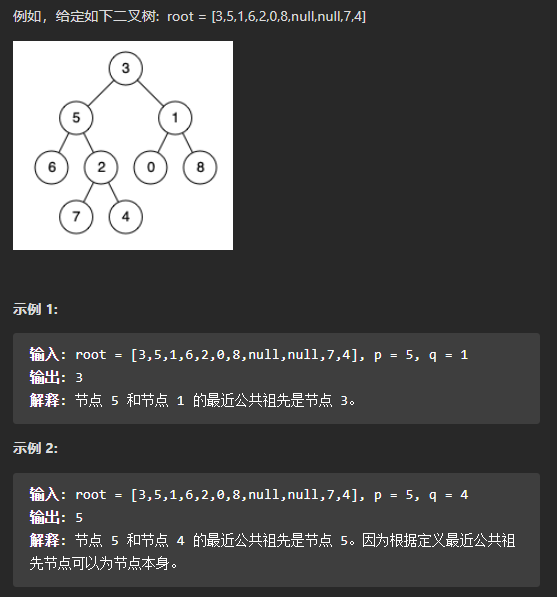 例如，给定如下二叉树: root = [3,5,1,6,2,0,8,null,null,7,4]
3
5 1
6 2 0 8
7 4
示例 1:
输入: root = [3,5,1,6,2,0,8,null,null,7,4], p = 5, q = 1
输出: 3
解释: 节点 5 和节点 1 的最近公共祖先是节点 3。
示例 2:
输入: root = [3,5,1,6,2,0,8,null,null,7,4], p = 5, q = 4
输出: 5
解释: 节点 5 和节点 4 的最近公共祖先是节点 5。因为根据定义最近公共祖
先节点可以为节点本身。